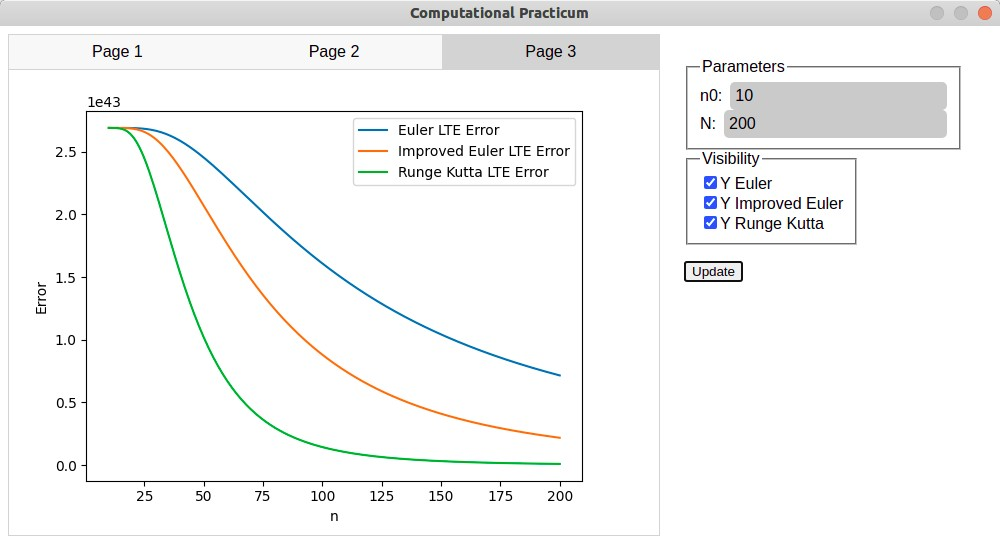 Computational Practicum
Page 1 Page 2 Page 3
1e43
Euler LTE Error
Improved Euler LTE Error
Runge Kutta LTE Error
2.5
2.0
1.5
1.0
0.5
0.0
Error
25 50 75 100 125 150 175 200
n
Parameters
n0: 10
N: 200
Visibility
Y Euler
Y Improved Euler
Y Runge Kutta
Update